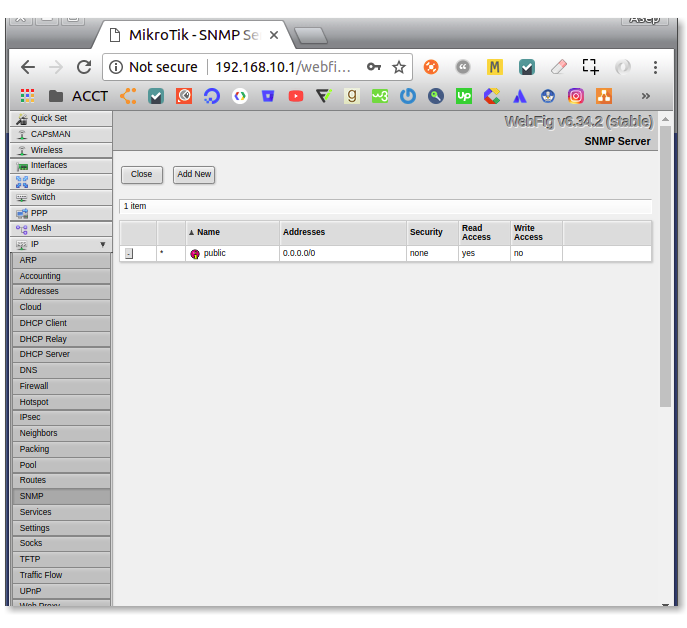 Asep
MikroTik - SNMP Se
Not secure 192.168.10.1/webfi...
ACCT
WebFig v6.34.2 (stable)
SNMP Server
Quick Set
CAPsMAN
Wireless
Interfaces
Bridge
Switch
PPP
Mesh
IP
ARP
Accounting
Addresses
Cloud
DHCP Client
DHCP Relay
DHCP Server
DNS
Firewall
Hotspot
IPsec
Neighbors
Packing
Pool
Routes
SNMP
Services
Settings
Socks
TFTP
Traffic Flow
UPnP
Web Proxy
Close Add New
1 item
Name Addresses Security Read Access Write Access
- * public 0.0.0.0/0 none yes no